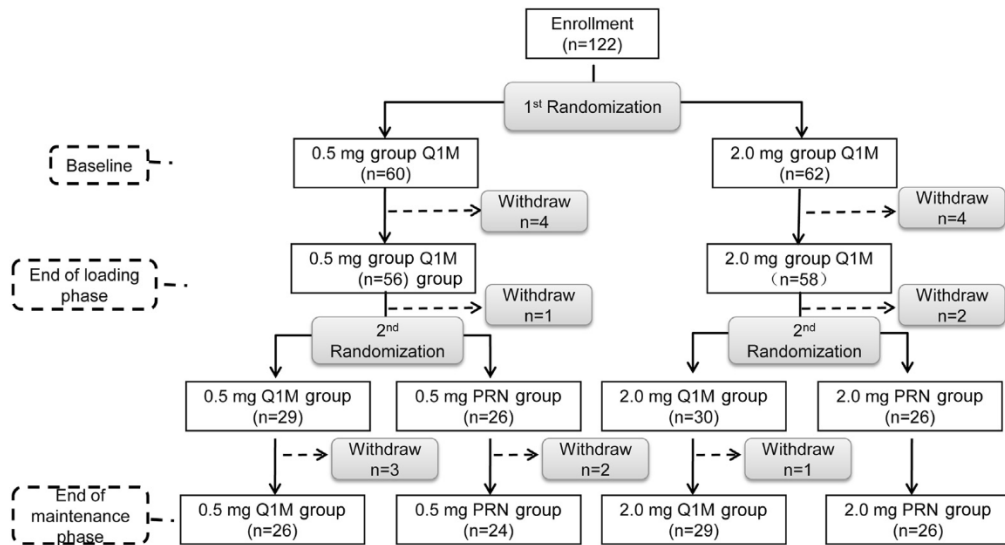 Enrollment
(n=122)
1st Randomization
Baseline
0.5 mg group Q1M
(n=60)
2.0 mg group Q1M
(n=62)
Withdraw
n=4
Withdraw
n=4
End of loading
phase
0.5 mg group Q1M
(n=56) group
2.0 mg group Q1M
（n=58）
Withdraw
n=1
Withdraw
n=2
2nd
Randomization
2nd
Randomization
0.5 mg Q1M group
(n=29)
0.5 mg PRN group
(n=26)
2.0 mg Q1M group
(n=30)
2.0 mg PRN group
(n=26)
Withdraw
n=3
Withdraw
n=2
Withdraw
n=1
End of
maintenance
phase
0.5 mg Q1M group
(n=26)
0.5 mg PRN group
(n=24)
2.0 mg Q1M group
(n=29)
2.0 mg PRN group
(n=26)